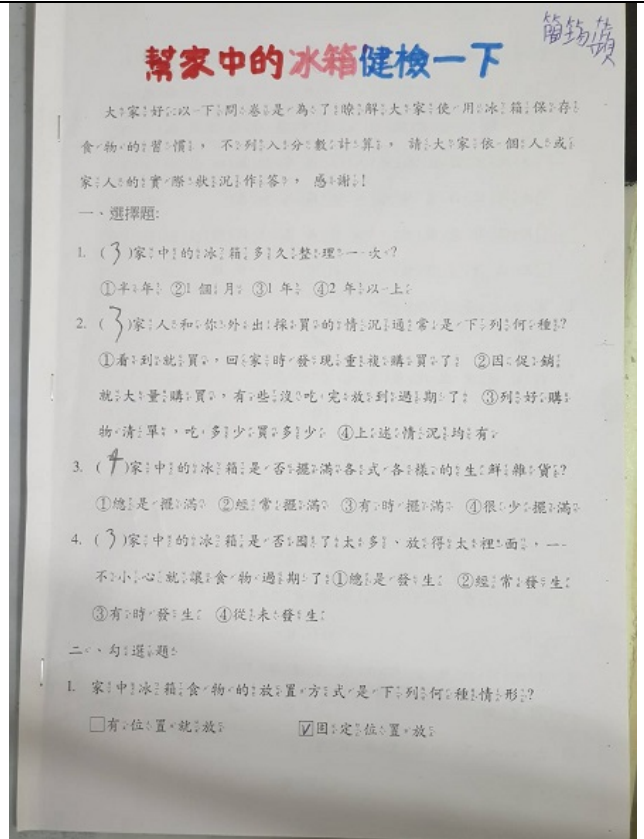 簡筠蘋
幫家中的冰箱健檢一下
大家好,以下問卷是為了瞭解大家使用冰箱保存
食物的習慣,不列入分數計算,請大家依個人或
家人的實際狀況作答,感謝!
一、選擇題:
1. (3)家中的冰箱多久整理一次?
①半年 ②1個月 ③1年 ④2年以上
2. (3)家人和你外出採買的情況通常是下列何種?
①看到就買,回家時發現重複購買了 ②因促銷
就大量購買,有些沒吃完放到過期了 ③列好購
物清單,吃多少買多少 ④上述情況均有
3. (4)家中的冰箱是否擺滿各式各樣的生鮮雜貨?
①總是擺滿 ②經常擺滿 ③有時擺滿 ④很少擺滿
4. (3)家中的冰箱是否囤了太多、放得太裡面,一
不小心就讓食物過期了①總是發生 ②經常發生
③有時發生 ④從未發生
二、勾選題
1. 家中冰箱食物的放置方式是下列何種情形?
□有位置就放 ☑固定位置放